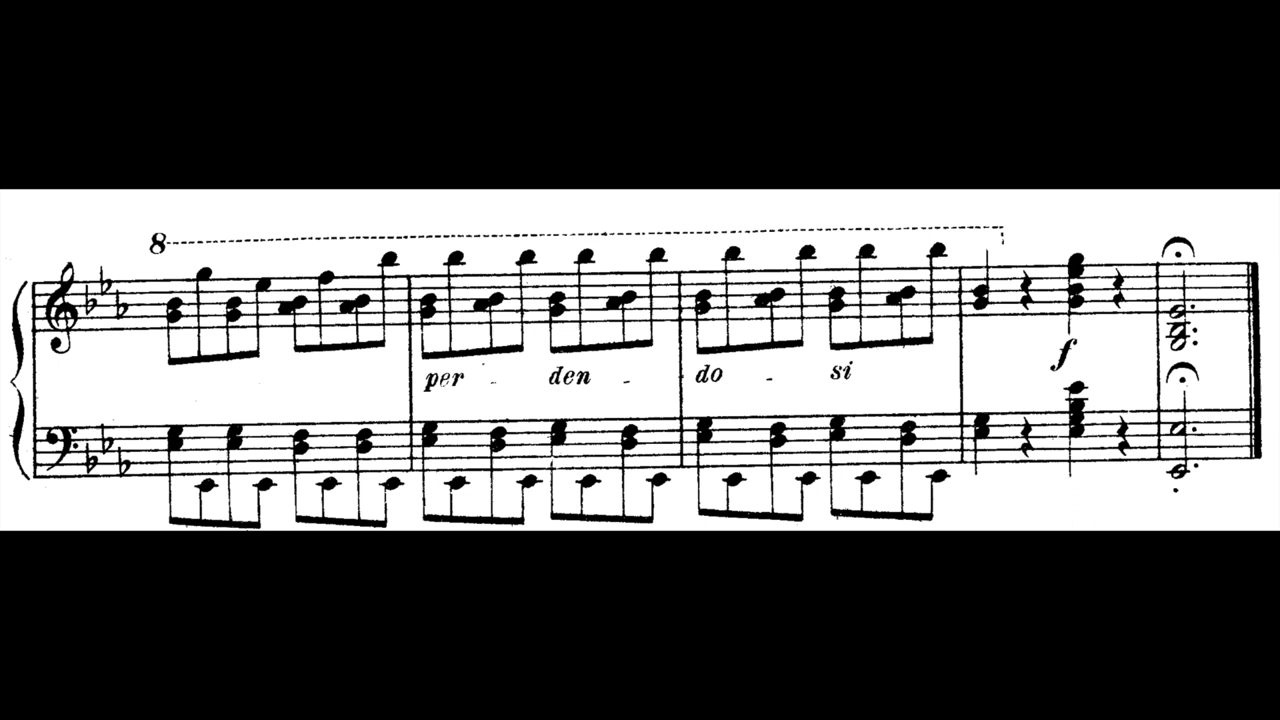 8
per - den - do - si
f